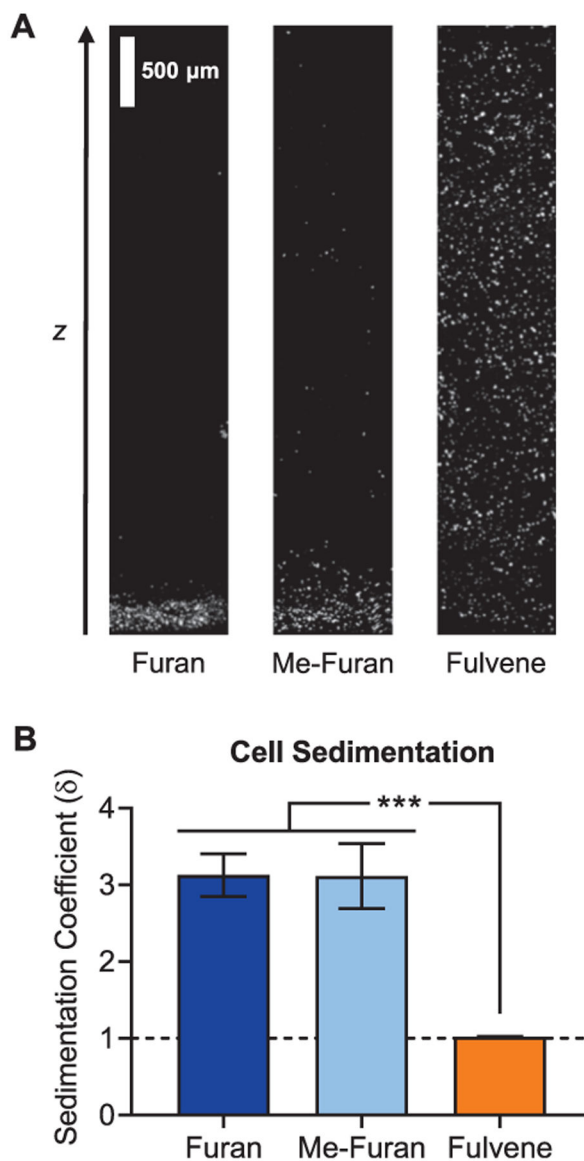 A
500 µm
z
Furan Me-Furan Fulvene
B
Cell Sedimentation
***
Sedimentation Coefficient (δ)
4
3
2
1
0
Furan Me-Furan Fulvene